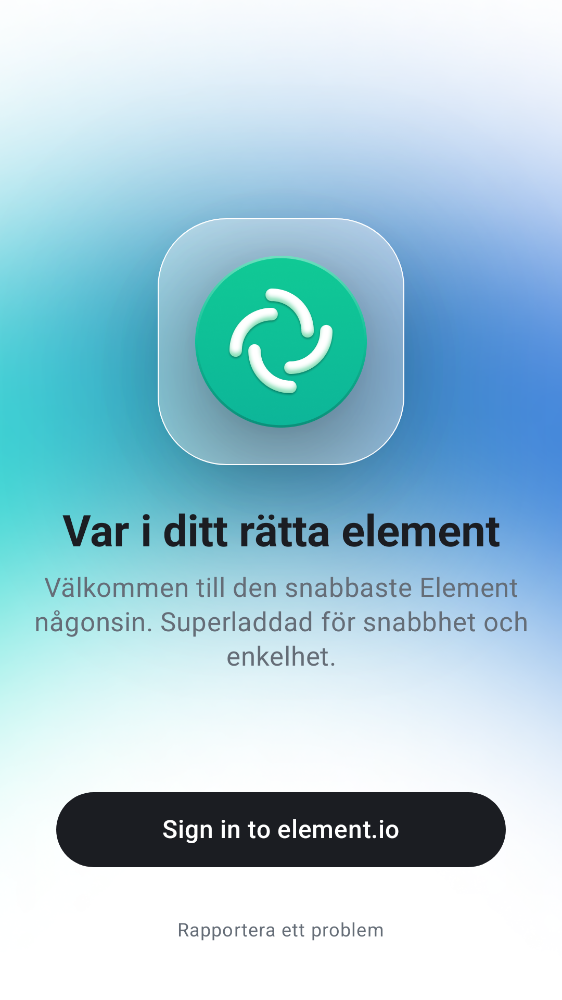 Var i ditt rätta element
Välkommen till den snabbaste Element
någonsin. Superladdad för snabbhet och
enkelhet.
Sign in to element.io
Rapportera ett problem